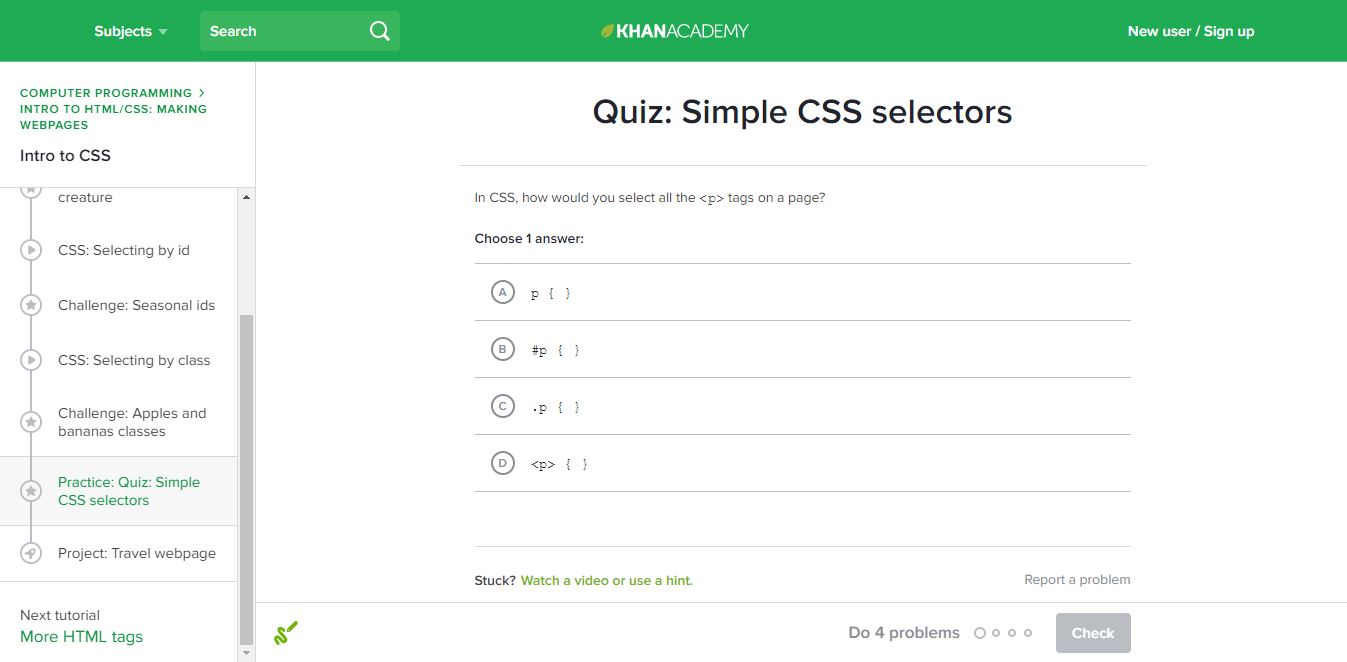 Subjects
Search
KHANACADEMY
New user / Sign up
COMPUTER PROGRAMMING >
INTRO TO HTML/CSS: MAKING
WEBPAGES
Intro to CSS
creature
CSS: Selecting by id
Challenge: Seasonal ids
CSS: Selecting by class
Challenge: Apples and
bananas classes
Practice: Quiz: Simple
CSS selectors
Project: Travel webpage
Next tutorial
More HTML tags
Quiz: Simple CSS selectors
In CSS, how would you select all the <p> tags on a page?
Choose 1 answer:
A p { }
B #p { }
C .p { }
D <p> { }
Stuck? Watch a video or use a hint.
Report a problem
Do 4 problems
Check